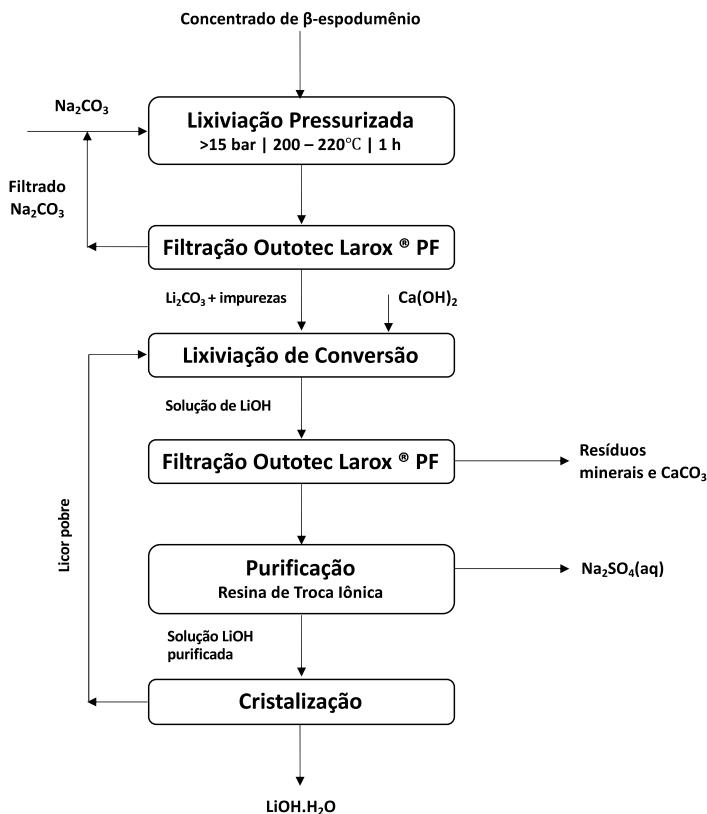 Concentrado de β-espodumênio
Na₂CO₃
Lixiviação Pressurizada
>15 bar | 200 – 220℃ | 1 h
Filtrado
Na₂CO₃
Filtração Outotec Larox ® PF
Li₂CO₃ + impurezas
Ca(OH)₂
Lixiviação de Conversão
Solução de LiOH
Filtração Outotec Larox ® PF
Resíduos
minerais e CaCO₃
Licor pobre
Purificação
Resina de Troca Iônica
Na₂SO₄(aq)
Solução LiOH
purificada
Cristalização
LiOH.H₂O